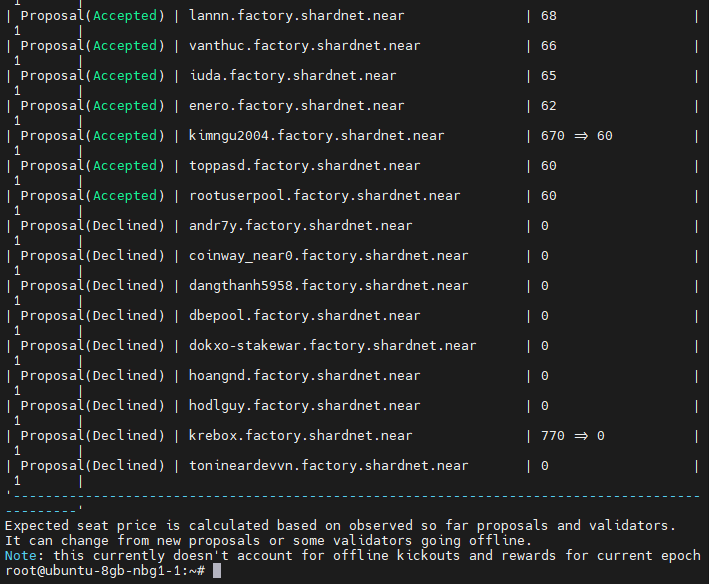 1        |
| Proposal(Accepted) | lannn.factory.shardnet.near              | 68                 |
 1        |
| Proposal(Accepted) | vanthuc.factory.shardnet.near            | 66                 |
 1        |
| Proposal(Accepted) | iuda.factory.shardnet.near               | 65                 |
 1        |
| Proposal(Accepted) | enero.factory.shardnet.near              | 62                 |
 1        |
| Proposal(Accepted) | kimngu2004.factory.shardnet.near         | 670 => 60          |
 1        |
| Proposal(Accepted) | toppasd.factory.shardnet.near            | 60                 |
 1        |
| Proposal(Accepted) | rootuserpool.factory.shardnet.near       | 60                 |
 1        |
| Proposal(Declined) | andr7y.factory.shardnet.near             | 0                  |
 1        |
| Proposal(Declined) | coinway_near0.factory.shardnet.near      | 0                  |
 1        |
| Proposal(Declined) | dangthanh5958.factory.shardnet.near      | 0                  |
 1        |
| Proposal(Declined) | dbepool.factory.shardnet.near            | 0                  |
 1        |
| Proposal(Declined) | dokxo-stakewar.factory.shardnet.near     | 0                  |
 1        |
| Proposal(Declined) | hoangnd.factory.shardnet.near            | 0                  |
 1        |
| Proposal(Declined) | hodlguy.factory.shardnet.near            | 0                  |
 1        |
| Proposal(Declined) | krebox.factory.shardnet.near             | 770 => 0           |
 1        |
| Proposal(Declined) | tonineardevvn.factory.shardnet.near      | 0                  |
 1        |
'--------------------------------------------------------------------------------------
---------'
Expected seat price is calculated based on observed so far proposals and validators.
It can change from new proposals or some validators going offline.
Note: this currently doesn't account for offline kickouts and rewards for current epoch
root@ubuntu-8gb-nbg1-1:~#